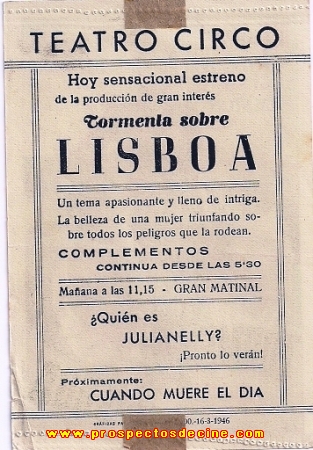 TEATRO CIRCO
Hoy sensacional estreno
de la producción de gran interés
Tormenta sobre
LISBOA
Un tema apasionante y lleno de intriga.
La belleza de una mujer triunfando so-
bre todos los peligros que la rodean.
COMPLEMENTOS
CONTINUA DESDE LAS 5'30
Mañana a las 11,15 - GRAN MATINAL
¿Quién es
JULIANELLY?
¡Pronto lo verán!
Próximamente:
CUANDO MUERE EL DIA
-16-3-1946
www.prospectosdecine.com